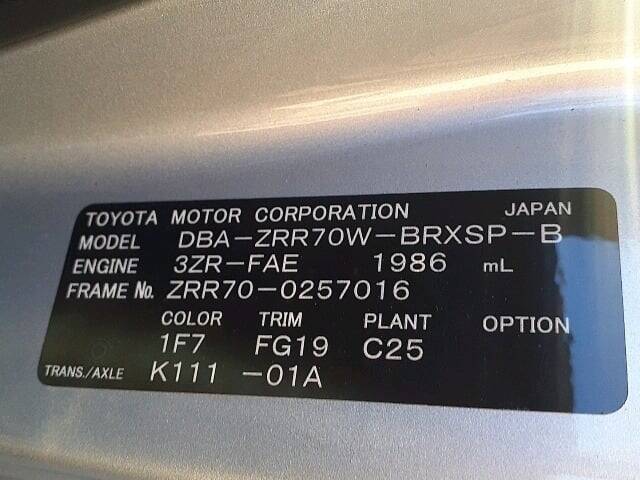 TOYOTA MOTOR CORPORATION JAPAN
MODEL DBA-ZRR70W-BRXSP-B
ENGINE 3ZR-FAE 1986 mL
FRAME No. ZRR70-0257016
COLOR TRIM PLANT OPTION
1F7 FG19 C25
TRANS./AXLE K111 -01A